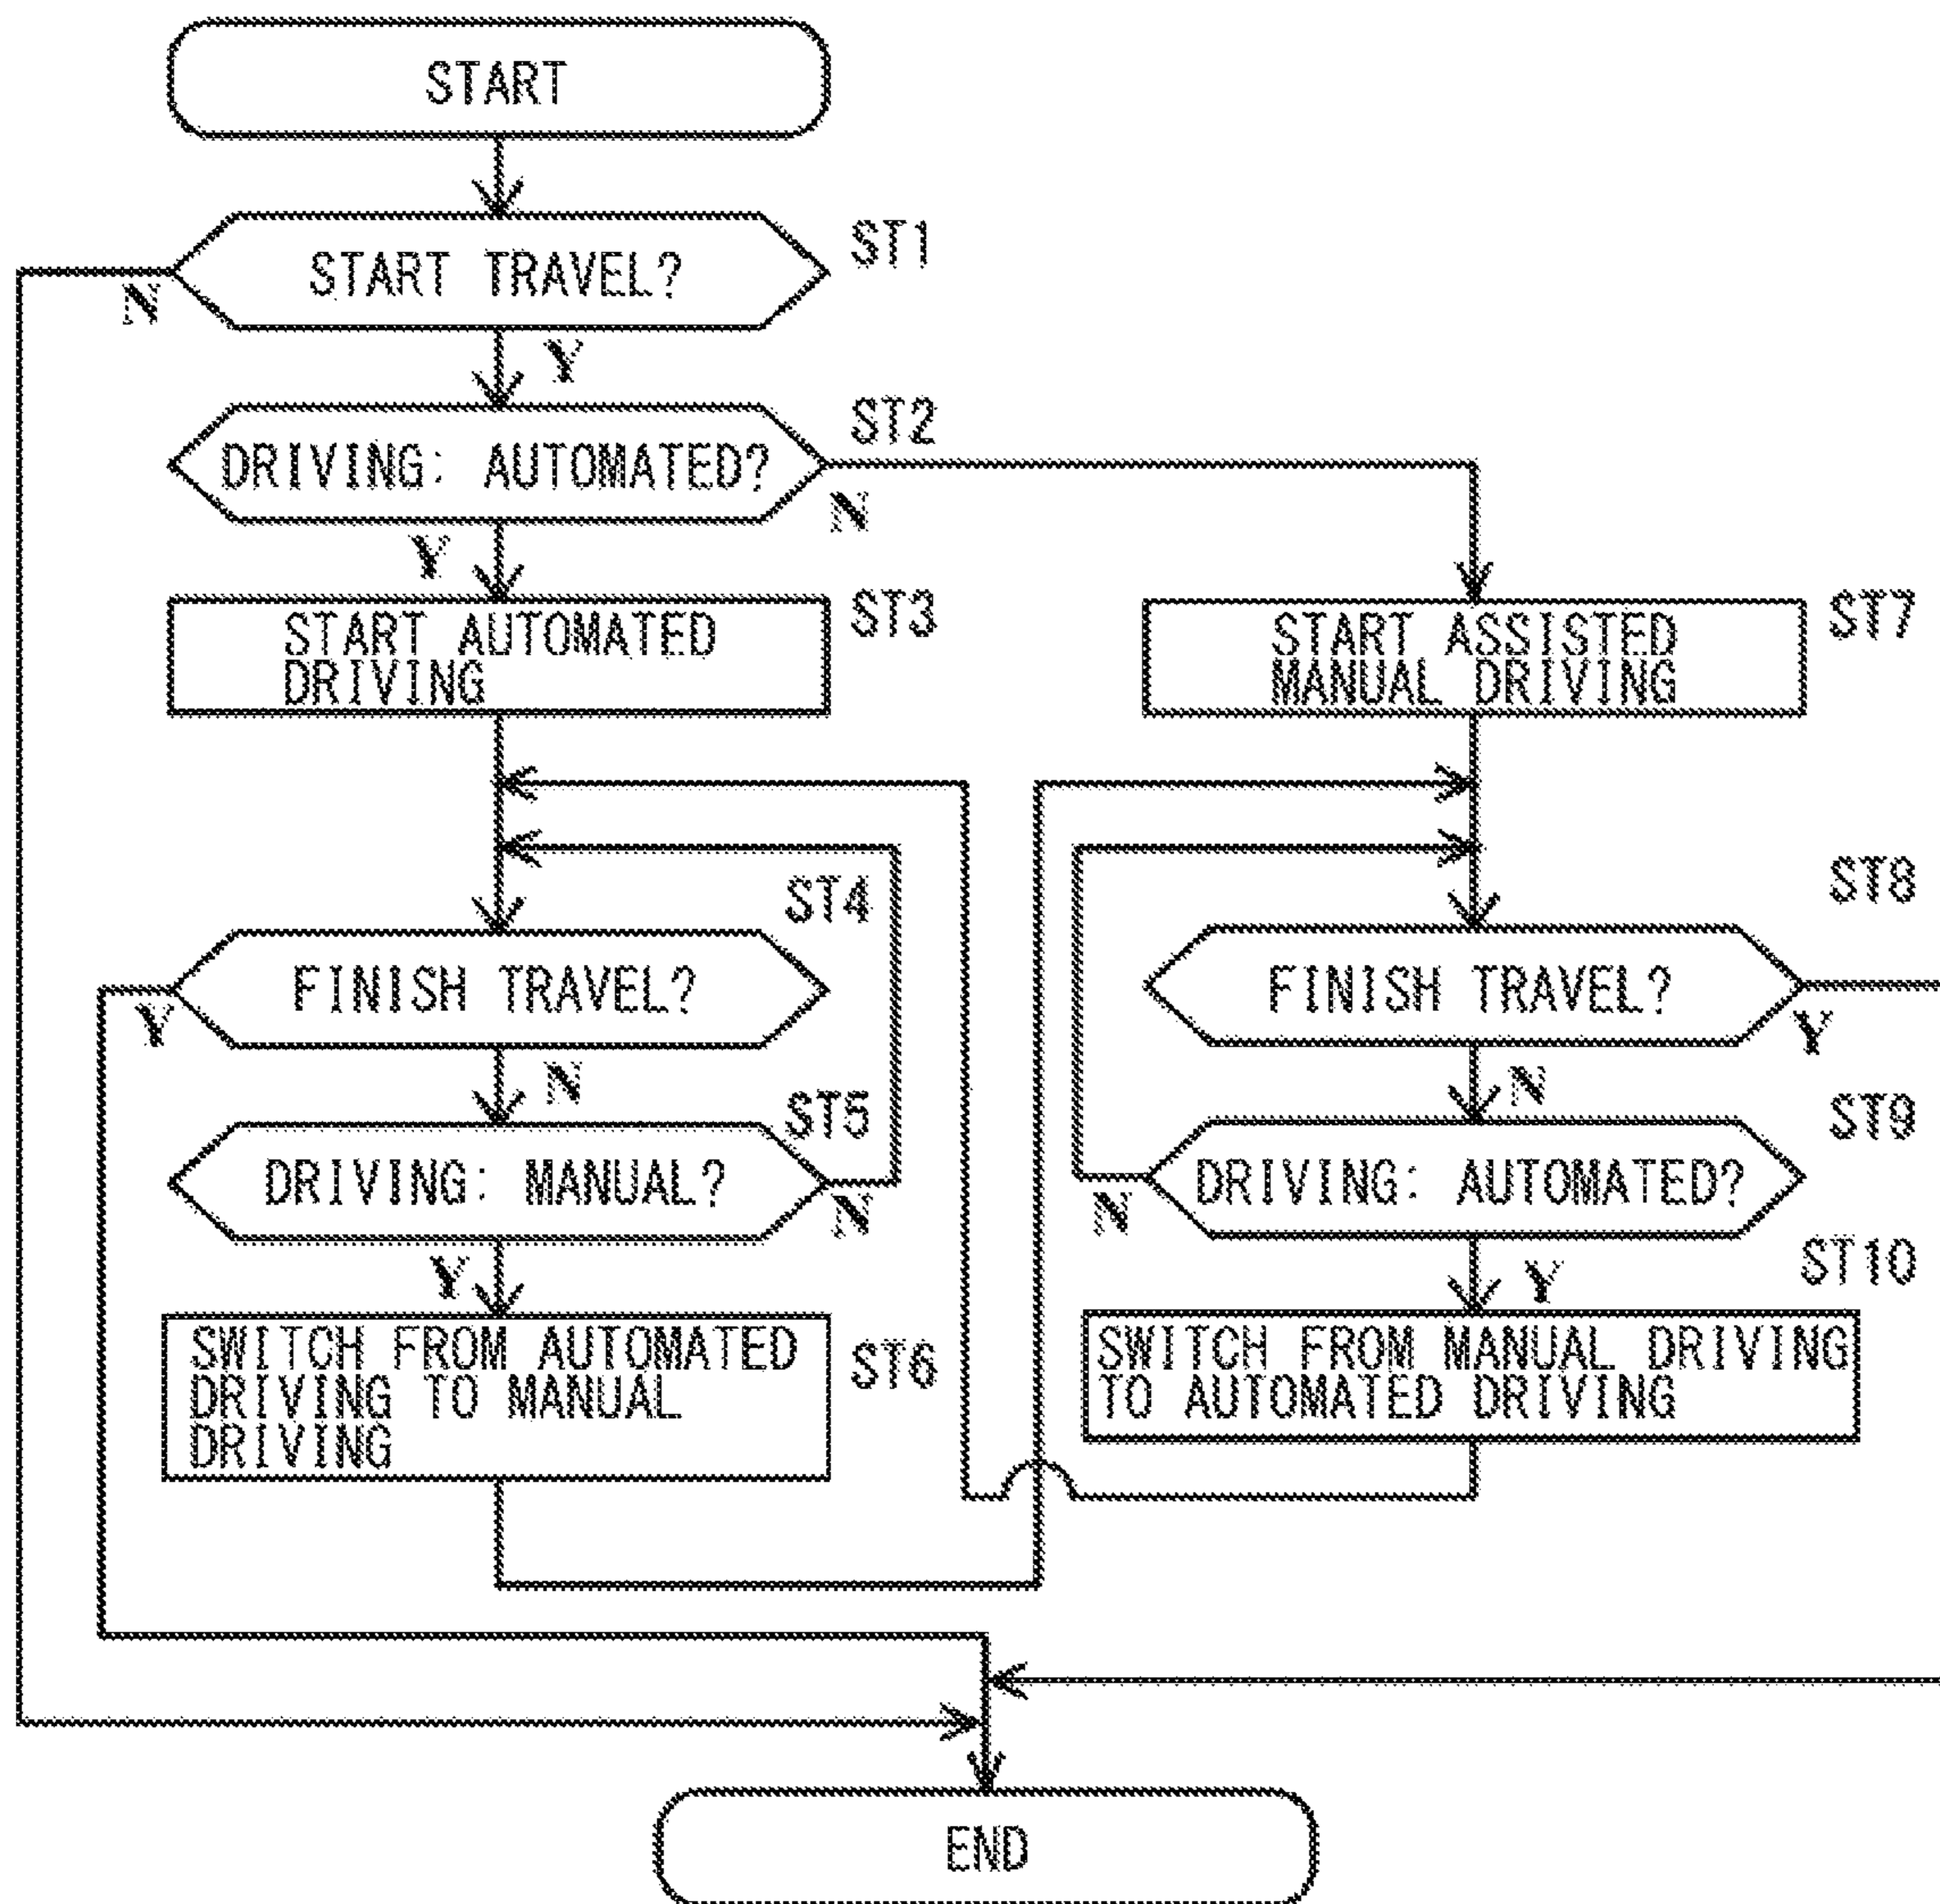 START
START TRAVEL?
ST1
N
Y
DRIVING: AUTOMATED?
ST2
N
Y
START AUTOMATED
DRIVING
ST3
START ASSISTED
MANUAL DRIVING
ST7
FINISH TRAVEL?
ST4
Y
N
DRIVING: MANUAL?
ST5
N
Y
SWITCH FROM AUTOMATED
DRIVING TO MANUAL
DRIVING
ST6
FINISH TRAVEL?
ST8
Y
N
DRIVING: AUTOMATED?
ST9
N
Y
SWITCH FROM MANUAL DRIVING
TO AUTOMATED DRIVING
ST10
END